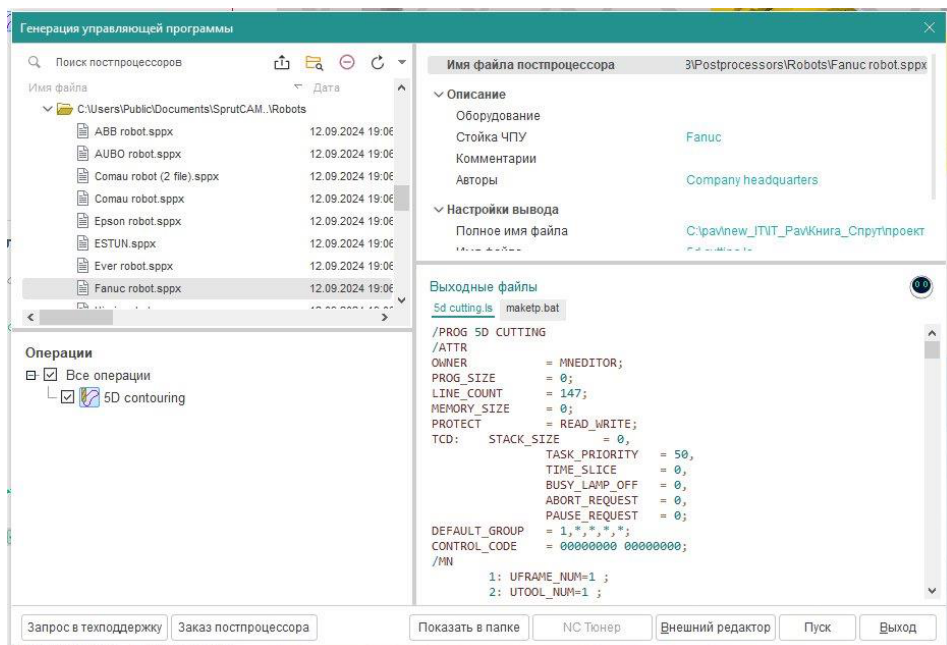 Генерация управляющей программы
Поиск постпроцессоров
Имя файла Дата
C:\Users\Public\Documents\SprutCAM..\Robots
ABB robot.sppx 12.09.2024 19:06
AUBO robot.sppx 12.09.2024 19:06
Comau robot (2 file).sppx 12.09.2024 19:06
Comau robot.sppx 12.09.2024 19:06
Epson robot.sppx 12.09.2024 19:06
ESTUN.sppx 12.09.2024 19:06
Ever robot.sppx 12.09.2024 19:06
Fanuc robot.sppx 12.09.2024 19:06
Операции
Все операции
5D contouring
Имя файла постпроцессора 3\Postprocessors\Robots\Fanuc robot.sppx
Описание
Оборудование
Стойка ЧПУ Fanuc
Комментарии
Авторы Company headquarters
Настройки вывода
Полное имя файла C:\pav\new_IT\IT_Pav\Книга_Спрут\проект
Выходные файлы
5d cutting.ls maketp.bat
/PROG 5D CUTTING
/ATTR
OWNER = MNEDITOR;
PROG_SIZE = 0;
LINE_COUNT = 147;
MEMORY_SIZE = 0;
PROTECT = READ_WRITE;
TCD: STACK_SIZE = 0,
TASK_PRIORITY = 50,
TIME_SLICE = 0,
BUSY_LAMP_OFF = 0,
ABORT_REQUEST = 0,
PAUSE_REQUEST = 0;
DEFAULT_GROUP = 1,*,*,*,*;
CONTROL_CODE = 00000000 00000000;
/MN
1: UFRAME_NUM=1 ;
2: UTOOL_NUM=1 ;
Запрос в техподдержку Заказ постпроцессора Показать в папке NC Тюнер Внешний редактор Пуск Выход